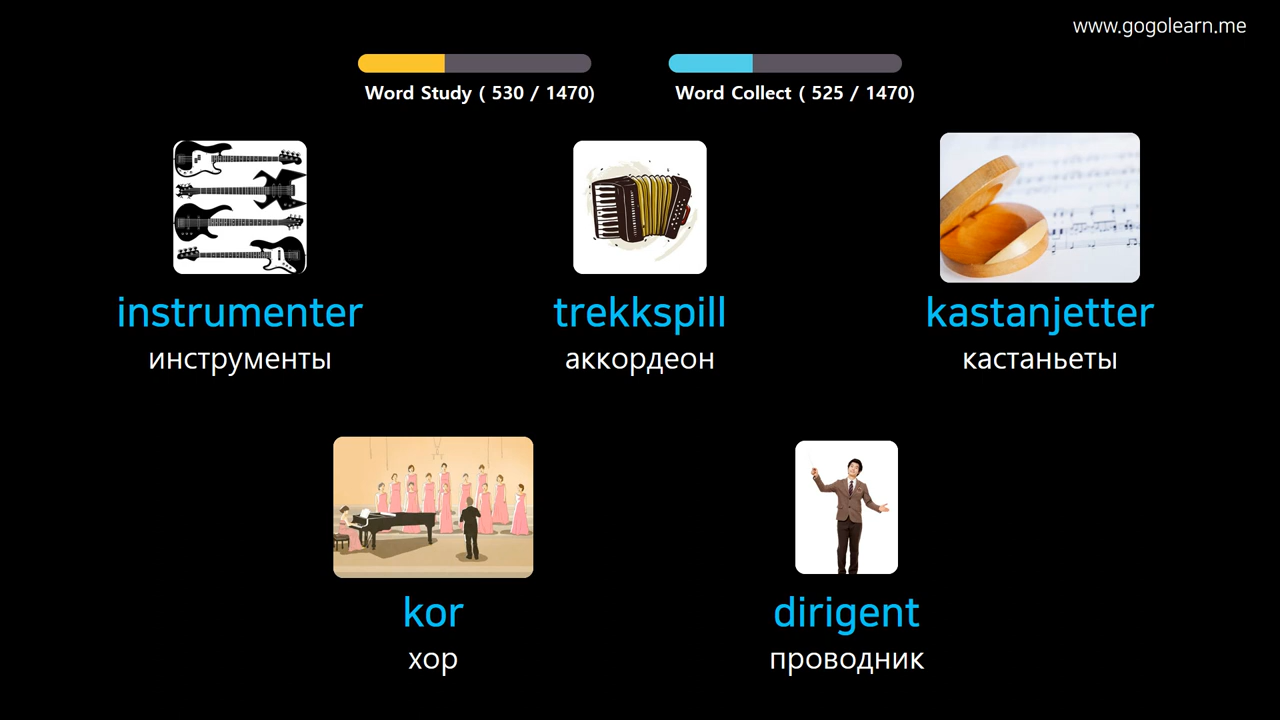 www.gogolearn.me
Word Study ( 530 / 1470)
Word Collect ( 525 / 1470)
instrumenter
инструменты
trekkspill
аккордеон
kastanjetter
кастаньеты
kor
хор
dirigent
проводник